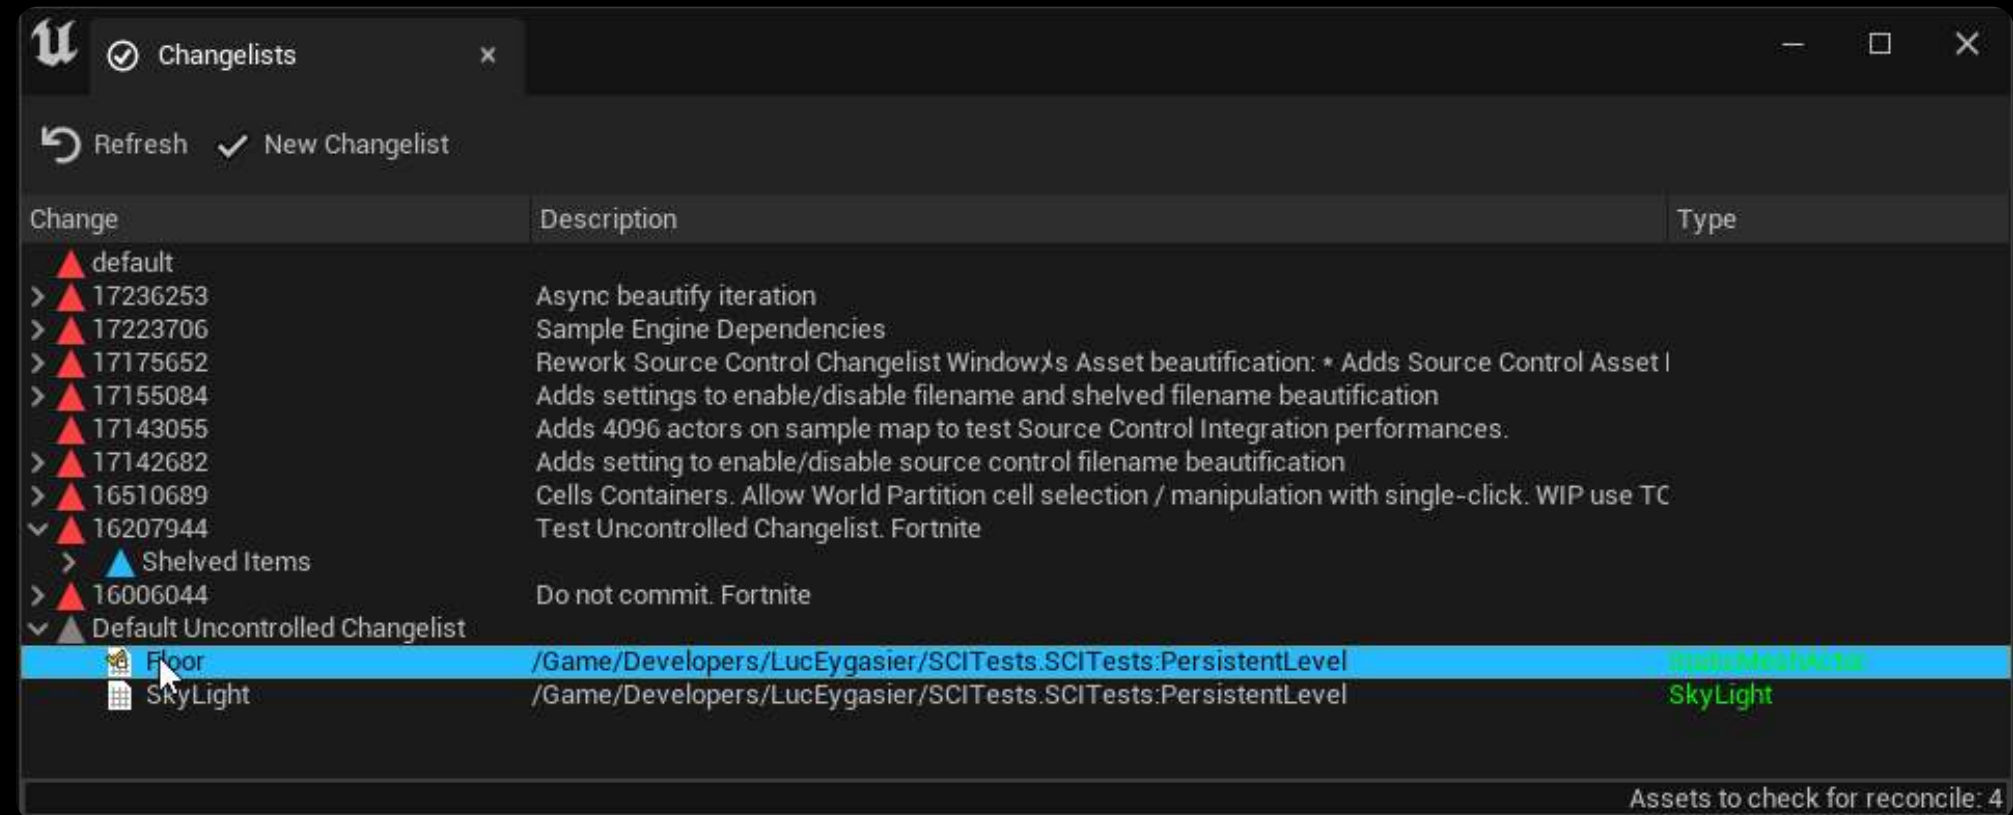 Changelists
Refresh New Changelist
Change Description Type
default
17236253 Async beautify iteration
17223706 Sample Engine Dependencies
17175652 Rework Source Control Changelist Window's Asset beautification: * Adds Source Control Asset
17155084 Adds settings to enable/disable filename and shelved filename beautification
17143055 Adds 4096 actors on sample map to test Source Control Integration performances.
17142682 Adds setting to enable/disable source control filename beautification
16510689 Cells Containers. Allow World Partition cell selection / manipulation with single-click. WIP use TC
16207944 Test Uncontrolled Changelist. Fortnite
Shelved Items
16006044 Do not commit. Fortnite
Default Uncontrolled Changelist
Floor /Game/Developers/LucEygasier/SCITests.SCITests:PersistentLevel StaticMeshActor
SkyLight /Game/Developers/LucEygasier/SCITests.SCITests:PersistentLevel SkyLight
Assets to check for reconcile: 4